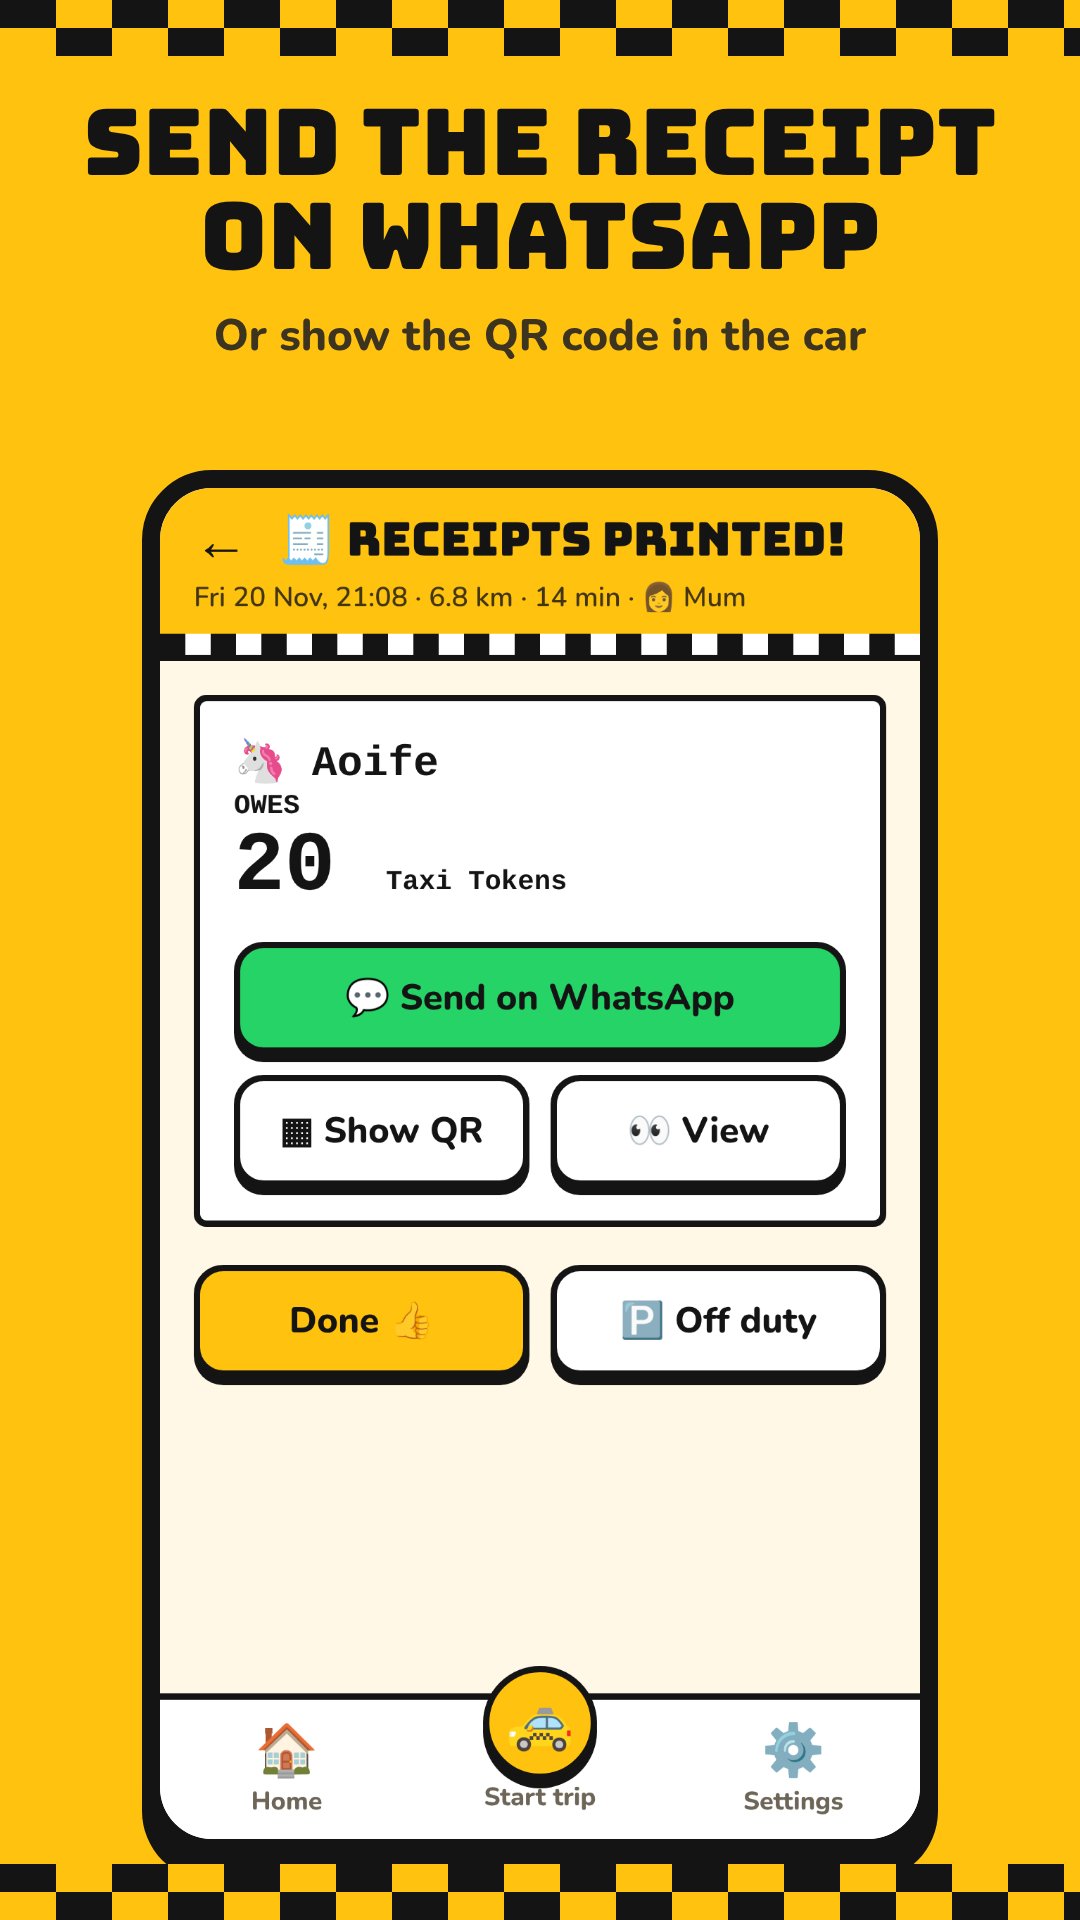 SEND THE RECEIPT
ON WHATSAPP
Or show the QR code in the car
← 🧾 RECEIPTS PRINTED!
Fri 20 Nov, 21:08 · 6.8 km · 14 min · 👩 Mum
🦄 Aoife
OWES
20 Taxi Tokens
💬 Send on WhatsApp
▦ Show QR
👀 View
Done 👍
🅿️ Off duty
Home
Start trip
Settings